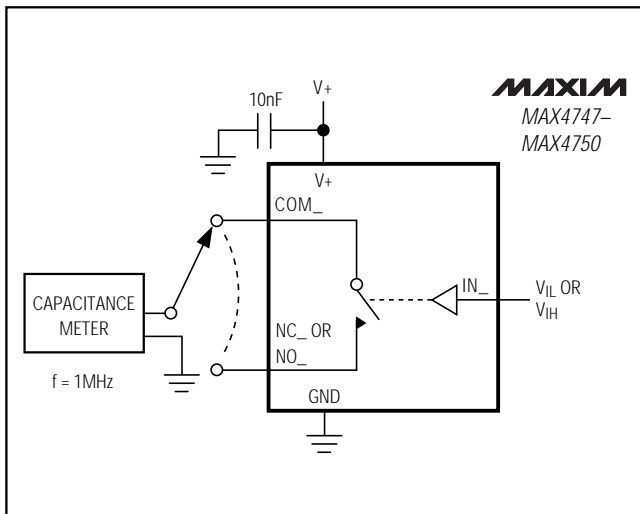 V+
10nF
MAXIM
MAX4747–
MAX4750
V+
COM_
IN_
VIL OR
VIH
CAPACITANCE
METER
NC_ OR
NO_
f = 1MHz
GND